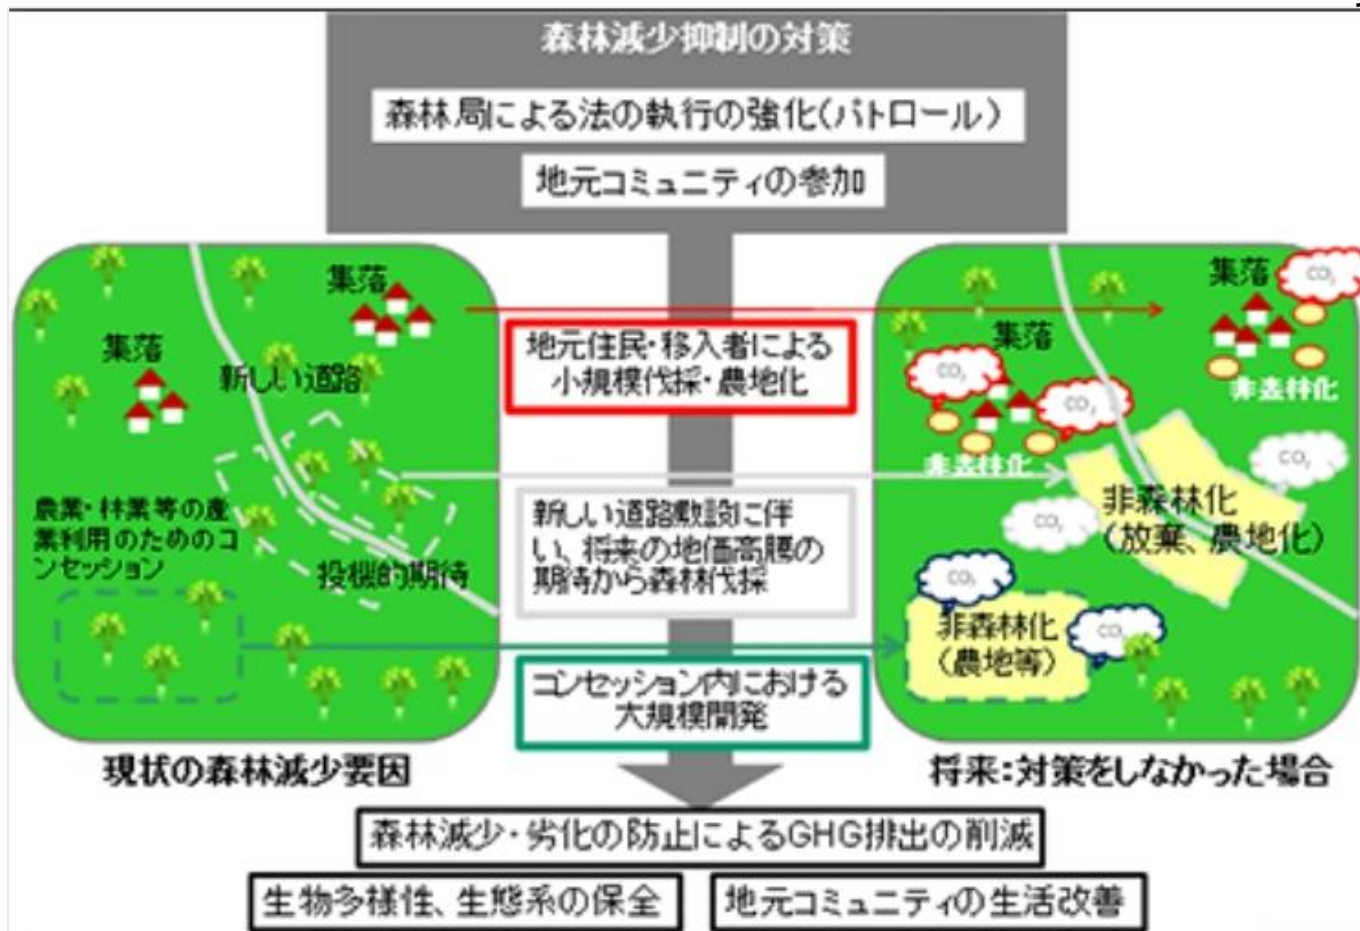 森林減少抑制の対策
森林局による法の執行の強化(パトロール)
地元コミュニティの参加
集落
集落
新しい道路
農業・林業等の産
業利用のためのコ
ンセッション
投機的期待
現状の森林減少要因
地元住民・移入者による
小規模伐採・農地化
新しい道路敷設に伴
い、将来の地価高騰の
期待から森林伐採
コンセッション内における
大規模開発
集落
CO2
集落
CO2
CO2
非森林化
非森林化
CO2
非森林化
(放棄、農地化)
CO2
CO2
非森林化
(農地等)
CO2
将来:対策をしなかった場合
森林減少・劣化の防止によるGHG排出の削減
生物多様性、生態系の保全
地元コミュニティの生活改善